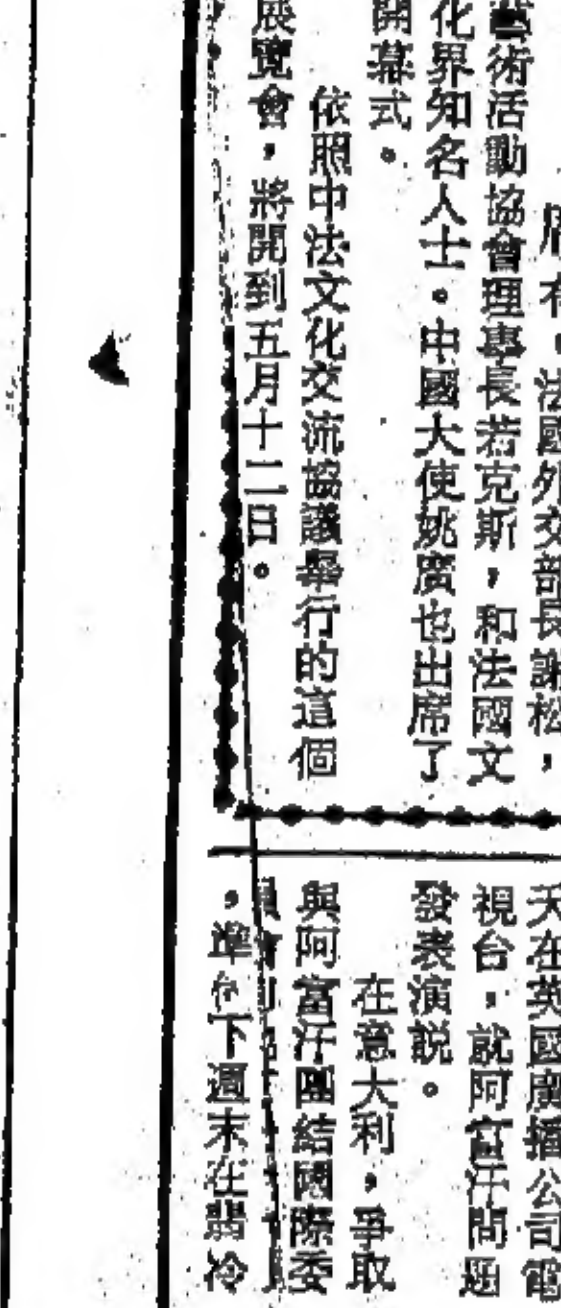 法國外交部長謝松，
藝術活動協會理事長若克斯，和法國文
化界知名人士。中國大使姚廣也出席了
開幕式。
依照中法文化交流協議舉行的這個
展覽會，將開到五月十二日。
天在英國廣播公司電
視台，就阿富汗問題
發表演說。
在意大利，爭取
與阿富汗團結國際委
，準備下週末在翡冷